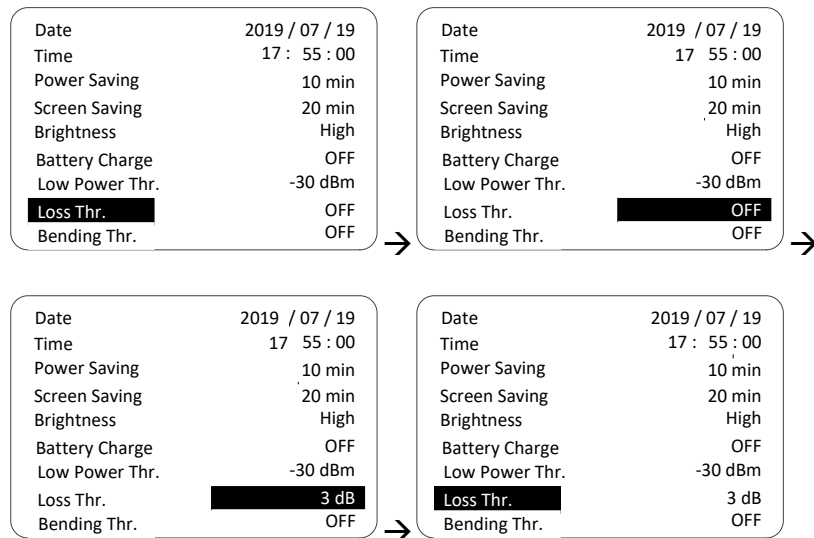 Date 2019 / 07 / 19
Time 17 : 55 : 00
Power Saving 10 min
Screen Saving 20 min
Brightness High
Battery Charge OFF
Low Power Thr. -30 dBm
Loss Thr. OFF
Bending Thr. OFF
→
Date 2019 / 07 / 19
Time 17 55 : 00
Power Saving 10 min
Screen Saving 20 min
Brightness High
Battery Charge OFF
Low Power Thr. -30 dBm
Loss Thr. OFF
Bending Thr. OFF
→
Date 2019 / 07 / 19
Time 17 55 : 00
Power Saving 10 min
Screen Saving 20 min
Brightness High
Battery Charge OFF
Low Power Thr. -30 dBm
Loss Thr. 3 dB
Bending Thr. OFF
→
Date 2019 / 07 / 19
Time 17 : 55 : 00
Power Saving 10 min
Screen Saving 20 min
Brightness High
Battery Charge OFF
Low Power Thr. -30 dBm
Loss Thr. 3 dB
Bending Thr. OFF